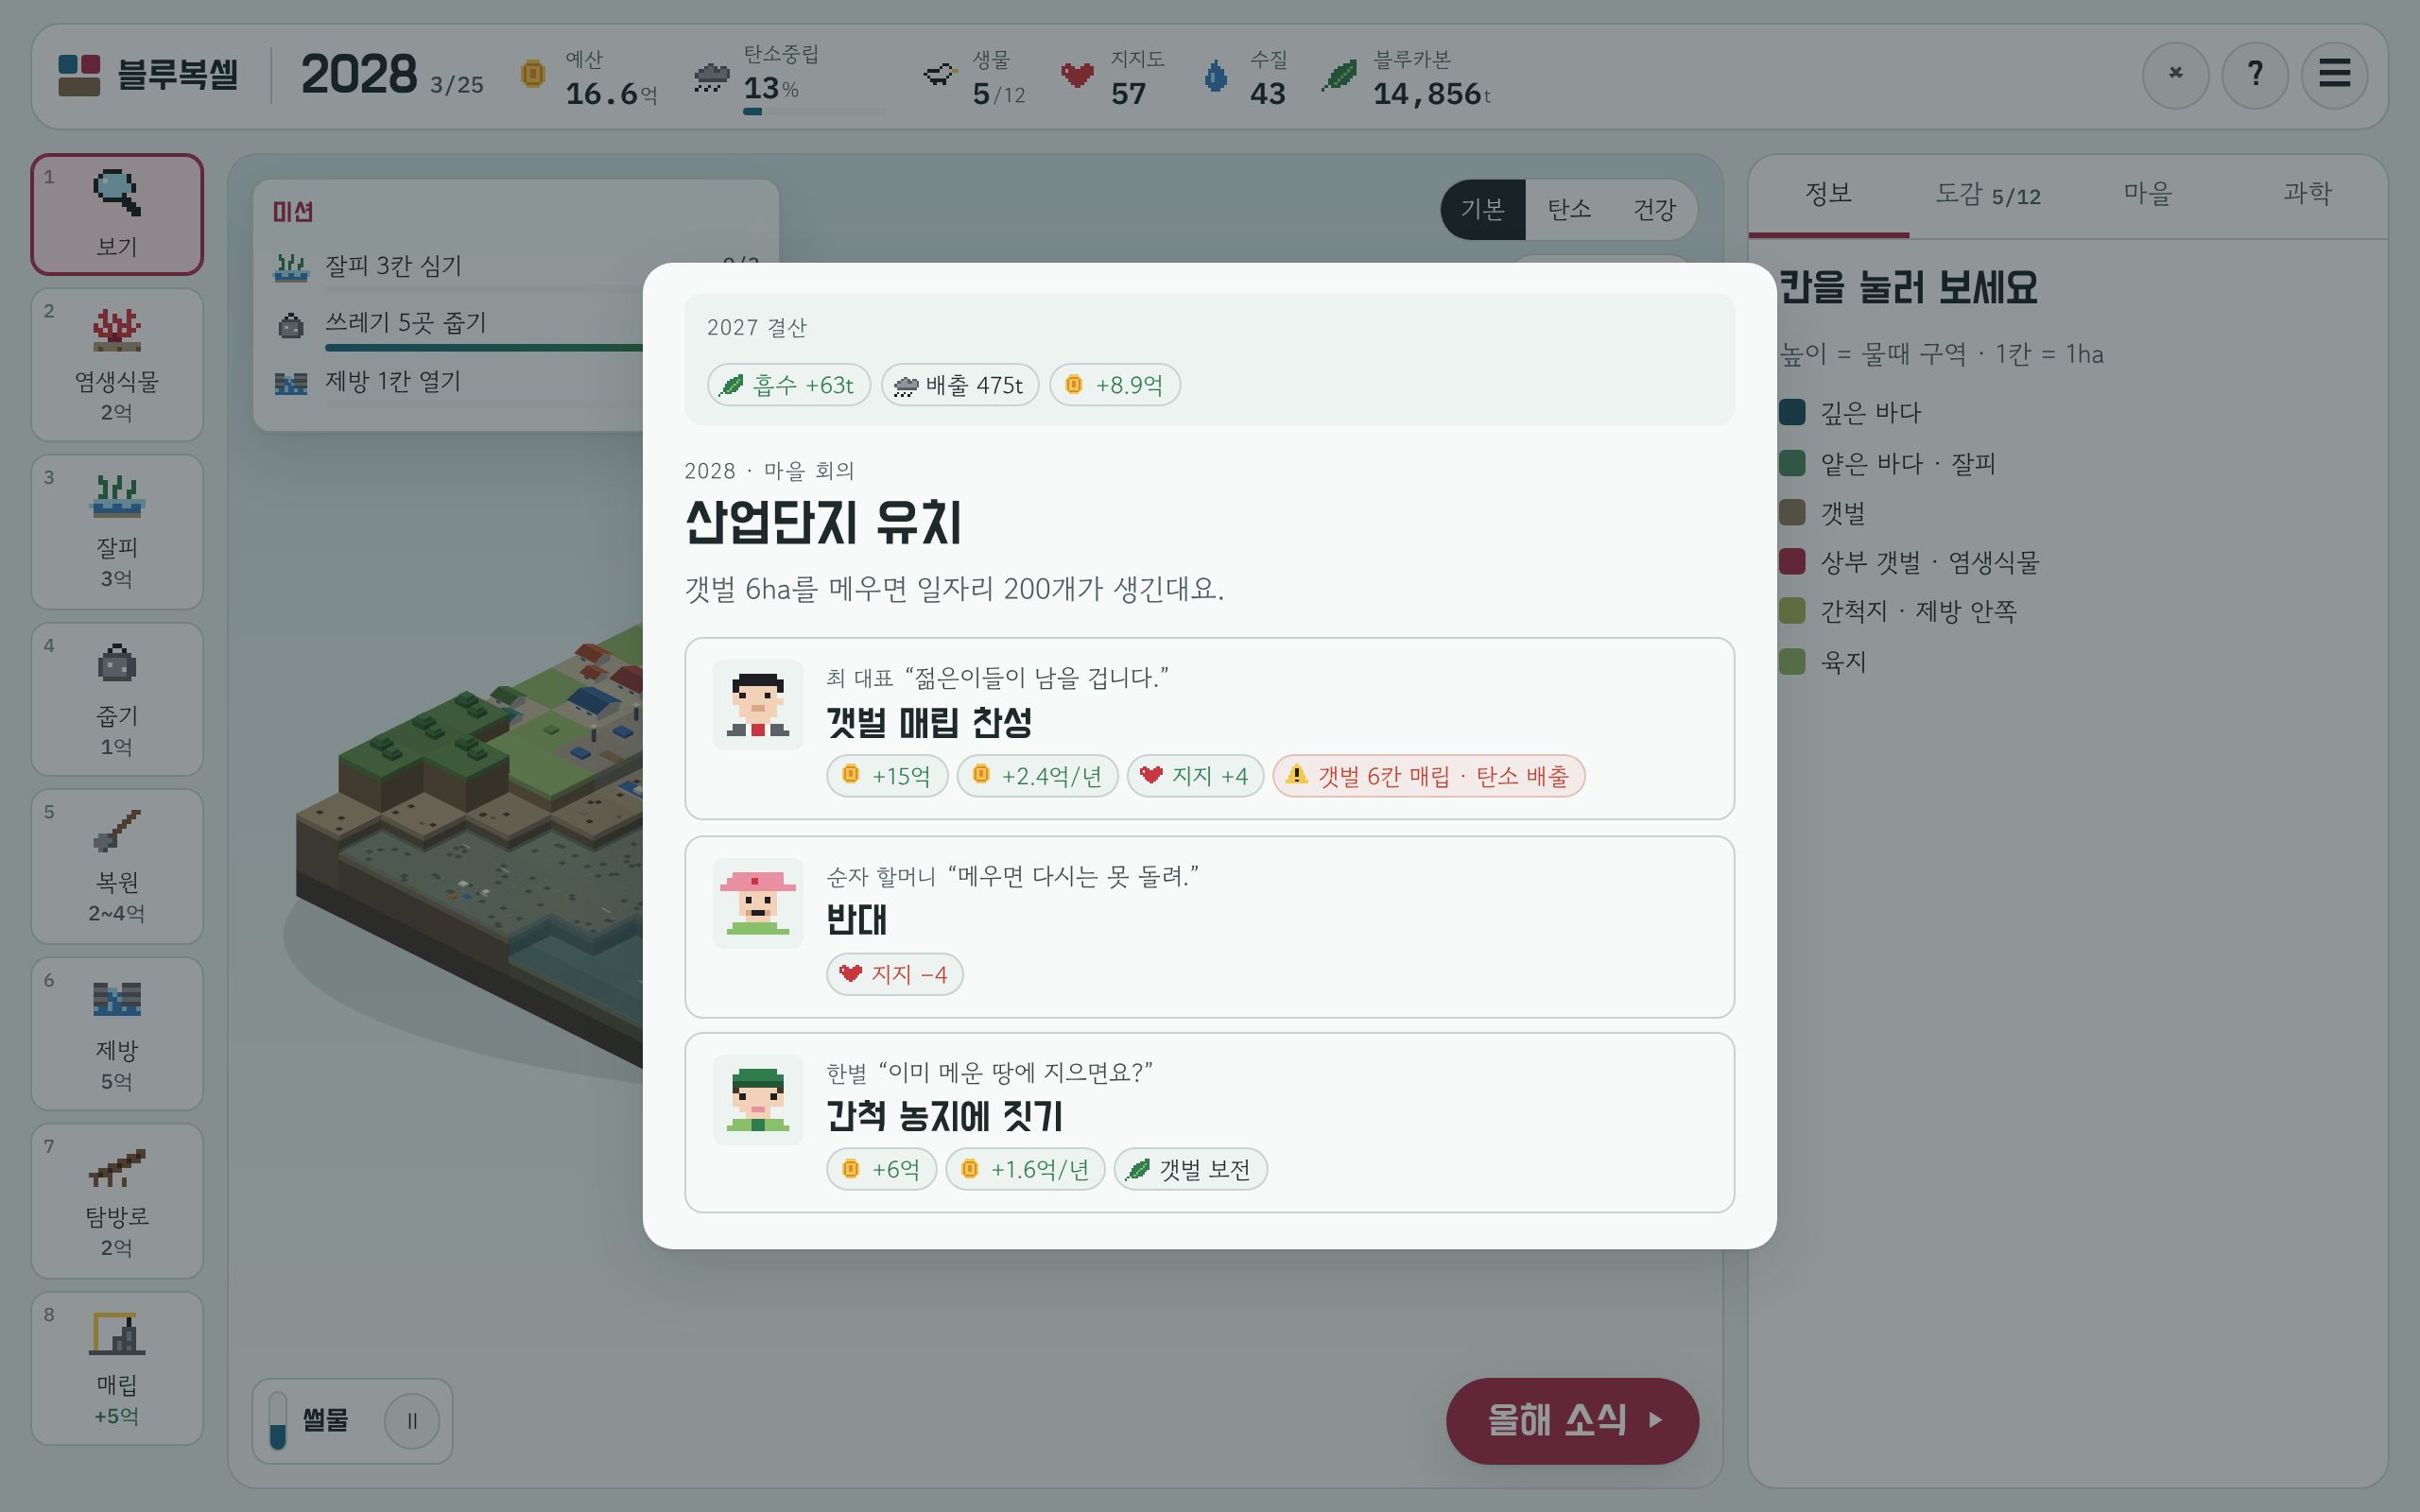 블루복셀
2028 3/25
예산
16.6억
탄소중립
13%
생물
5/12
지지도
57
수질
43
블루카본
14,856t
?
1
보기
2
염생식물
2억
3
잘피
3억
4
줍기
1억
5
복원
2~4억
6
제방
5억
7
탐방로
2억
8
매립
+5억
미션
잘피 3칸 심기
쓰레기 5곳 줍기
제방 1칸 열기
기본 탄소 건강
2027 결산
흡수 +63t 배출 475t +8.9억
2028 · 마을 회의
산업단지 유치
갯벌 6ha를 메우면 일자리 200개가 생긴대요.
최 대표 “젊은이들이 남을 겁니다.”
갯벌 매립 찬성
+15억 +2.4억/년 지지 +4 갯벌 6칸 매립 · 탄소 배출
순자 할머니 “메우면 다시는 못 돌려.”
반대
지지 −4
한별 “이미 메운 땅에 지으면요?”
간척 농지에 짓기
+6억 +1.6억/년 갯벌 보전
썰물
올해 소식
정보 도감 5/12 마을 과학
칸을 눌러 보세요
높이 = 물때 구역 · 1칸 = 1ha
깊은 바다
얕은 바다 · 잘피
갯벌
상부 갯벌 · 염생식물
간척지 · 제방 안쪽
육지